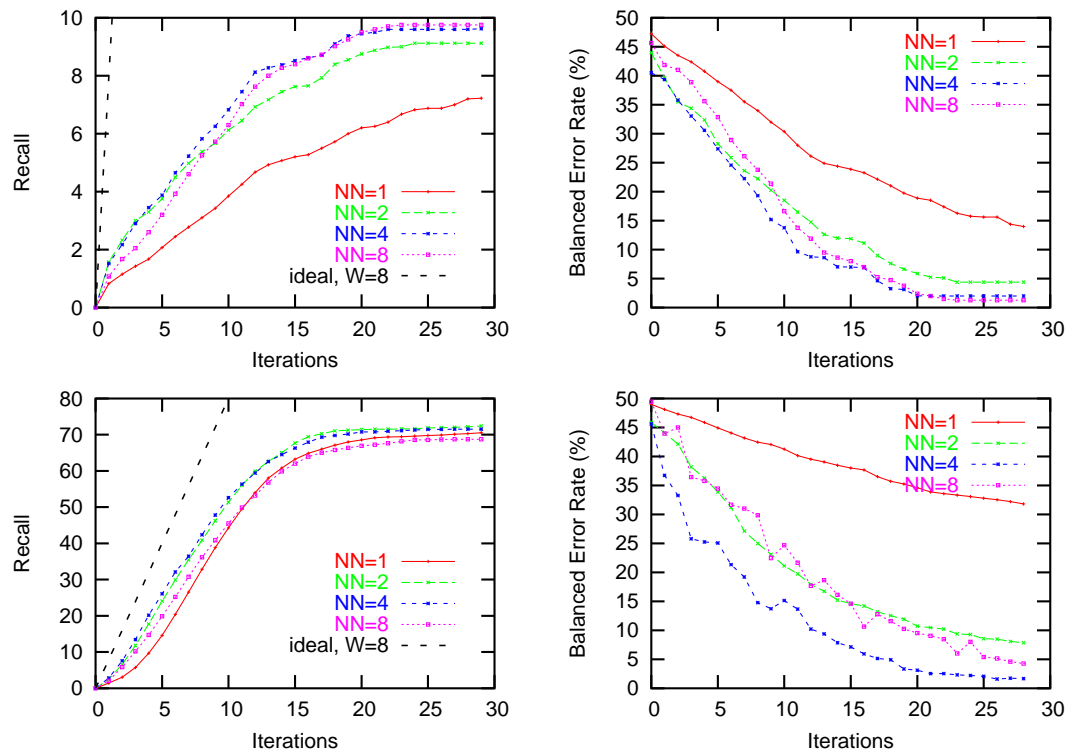 10
8
6
4
2
0
Recall
NN=1
NN=2
NN=4
NN=8
ideal, W=8
0 5 10 15 20 25 30
Iterations
50
45
40
35
30
25
20
15
10
5
0
Balanced Error Rate (%)
NN=1
NN=2
NN=4
NN=8
0 5 10 15 20 25 30
Iterations
80
70
60
50
40
30
20
10
0
Recall
NN=1
NN=2
NN=4
NN=8
ideal, W=8
0 5 10 15 20 25 30
Iterations
50
45
40
35
30
25
20
15
10
5
0
Balanced Error Rate (%)
NN=1
NN=2
NN=4
NN=8
0 5 10 15 20 25 30
Iterations